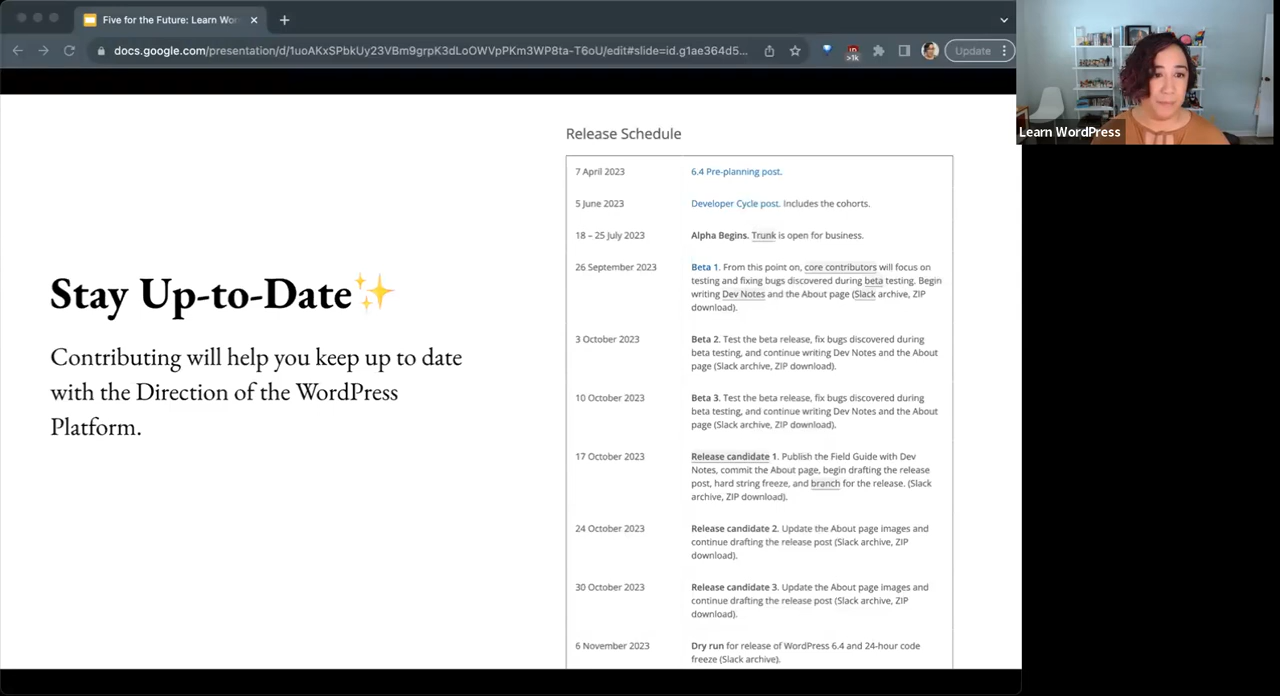 Five for the Future: Learn Wor
docs.google.com/presentation/d/1uoAKxSPbkUy23VBm9grpK3dLoOWVpPKm3WP8ta-T6oU/edit#slide=id.g1ae364d5...
>1k
Update
Learn WordPress
Stay Up-to-Date✨
Contributing will help you keep up to date
with the Direction of the WordPress
Platform.
Release Schedule
7 April 2023 6.4 Pre-planning post.
5 June 2023 Developer Cycle post. Includes the cohorts.
18 – 25 July 2023 Alpha Begins. Trunk is open for business.
26 September 2023 Beta 1. From this point on, core contributors will focus on
testing and fixing bugs discovered during beta testing. Begin
writing Dev Notes and the About page (Slack archive, ZIP
download).
3 October 2023 Beta 2. Test the beta release, fix bugs discovered during
beta testing, and continue writing Dev Notes and the About
page (Slack archive, ZIP download).
10 October 2023 Beta 3. Test the beta release, fix bugs discovered during
beta testing, and continue writing Dev Notes and the About
page (Slack archive, ZIP download).
17 October 2023 Release candidate 1. Publish the Field Guide with Dev
Notes, commit the About page, begin drafting the release
post, hard string freeze, and branch for the release. (Slack
archive, ZIP download).
24 October 2023 Release candidate 2. Update the About page images and
continue drafting the release post (Slack archive, ZIP
download).
30 October 2023 Release candidate 3. Update the About page images and
continue drafting the release post (Slack archive, ZIP
download).
6 November 2023 Dry run for release of WordPress 6.4 and 24-hour code
freeze (Slack archive).